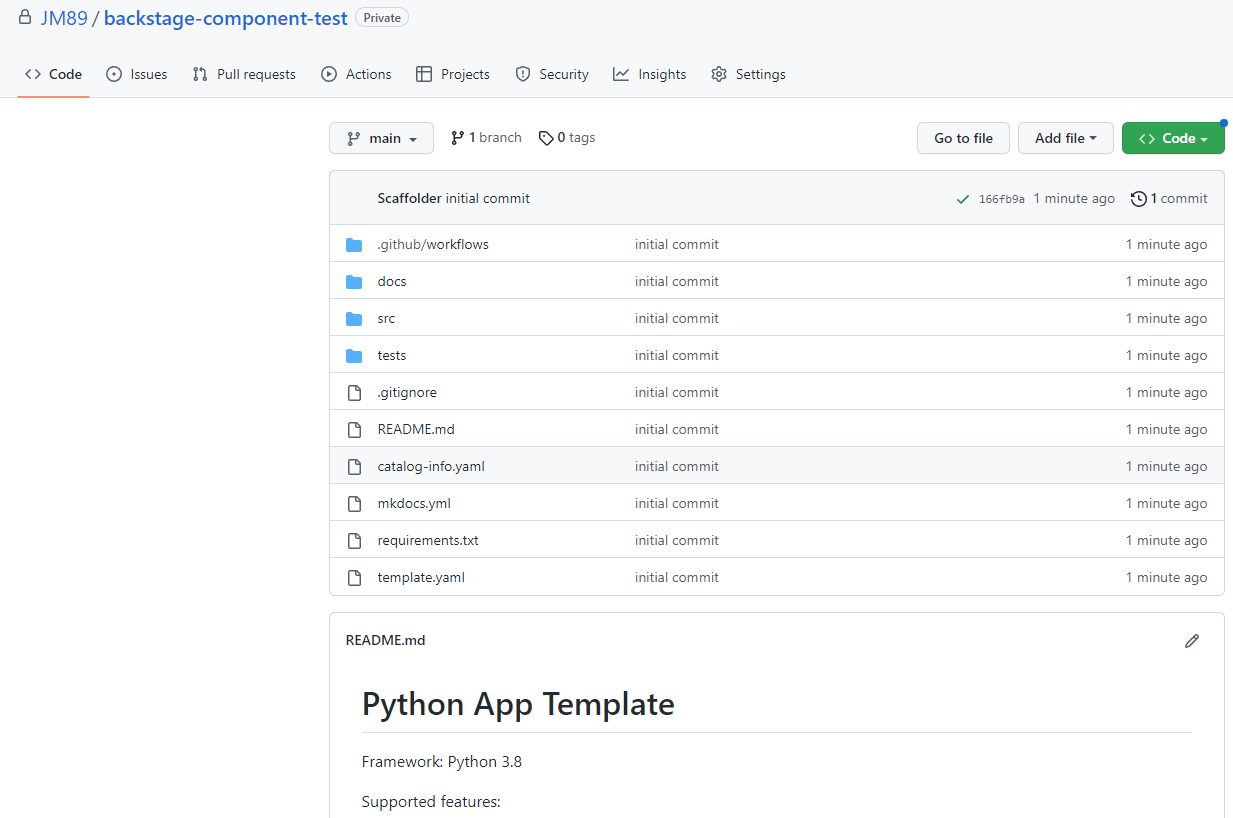 JM89 / backstage-component-test Private
Code Issues Pull requests Actions Projects Security Insights Settings
main 1 branch 0 tags Go to file Add file Code
Scaffolder initial commit 166fb9a 1 minute ago 1 commit
.github/workflows initial commit 1 minute ago
docs initial commit 1 minute ago
src initial commit 1 minute ago
tests initial commit 1 minute ago
.gitignore initial commit 1 minute ago
README.md initial commit 1 minute ago
catalog-info.yaml initial commit 1 minute ago
mkdocs.yml initial commit 1 minute ago
requirements.txt initial commit 1 minute ago
template.yaml initial commit 1 minute ago
README.md
Python App Template
Framework: Python 3.8
Supported features: